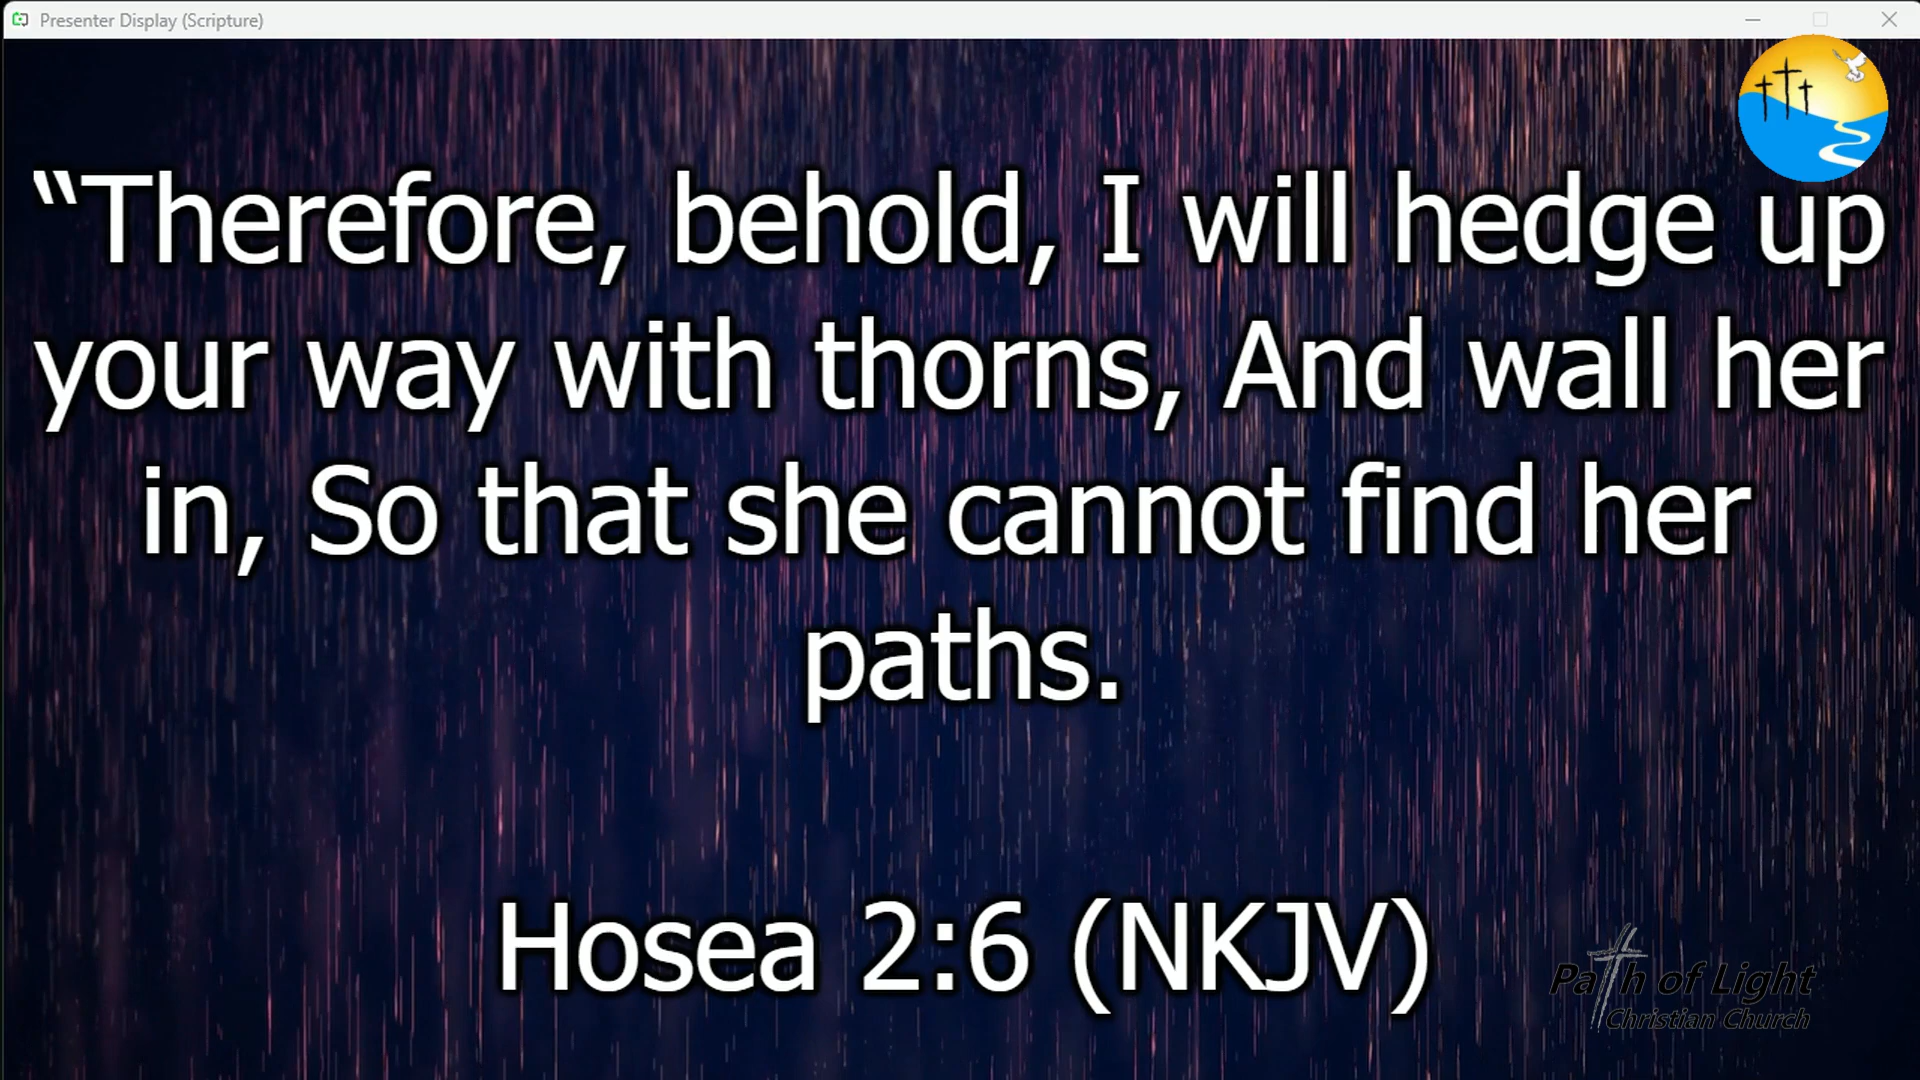 Presenter Display (Scripture)
“Therefore, behold, I will hedge up
your way with thorns, And wall her
in, So that she cannot find her
paths.
Hosea 2:6 (NKJV)
Path of Light
Christian Church